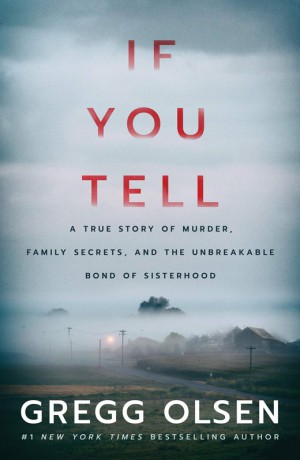 IF
YOU
TELL
A TRUE STORY OF MURDER,
FAMILY SECRETS, AND THE UNBREAKABLE
BOND OF SISTERHOOD
GREGG OLSEN
#1 NEW YORK TIMES BESTSELLING AUTHOR